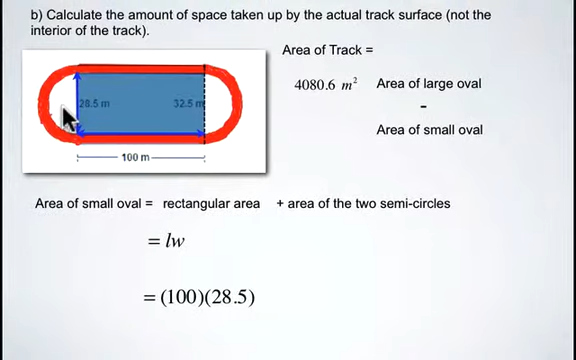 b) Calculate the amount of space taken up by the actual track surface (not the
interior of the track).
Area of Track =
4080.6 m² Area of large oval
-
Area of small oval
28.5 m 32.5 m
100 m
Area of small oval = rectangular area + area of the two semi-circles
= lw
= (100)(28.5)